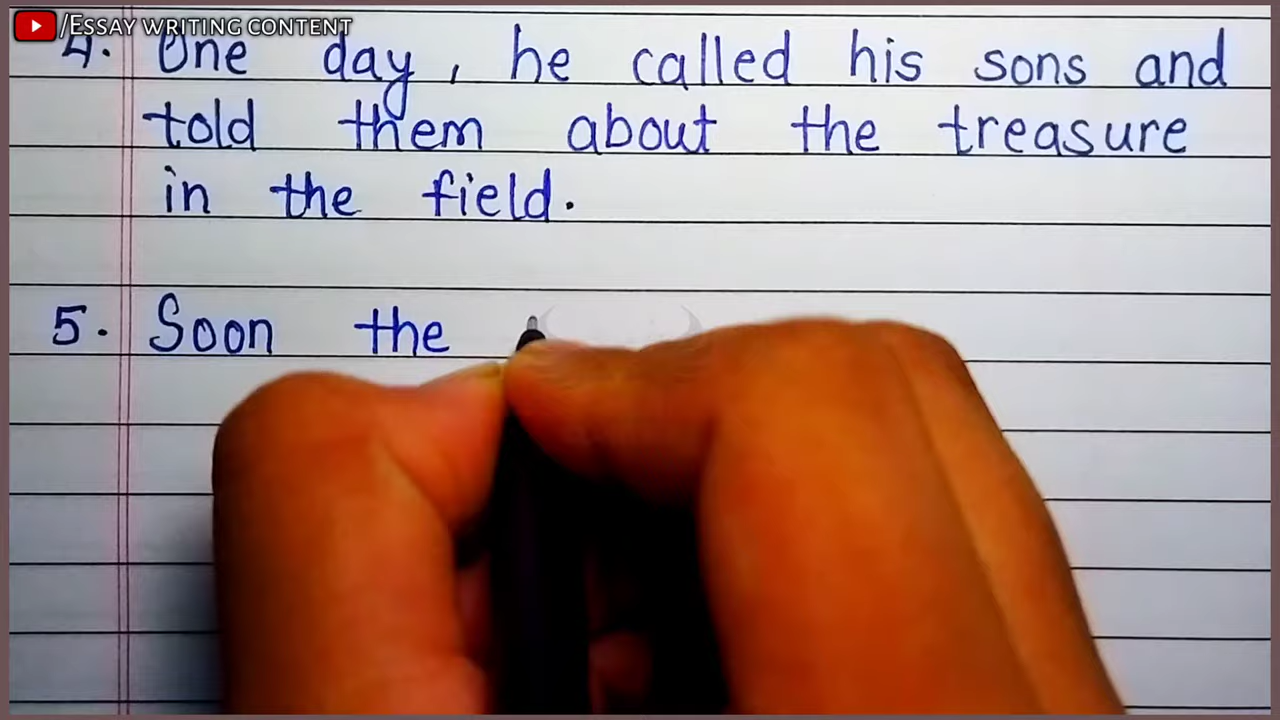 /Essay writing content
4. One day, he called his sons and
told them about the treasure
in the field.
5. Soon the